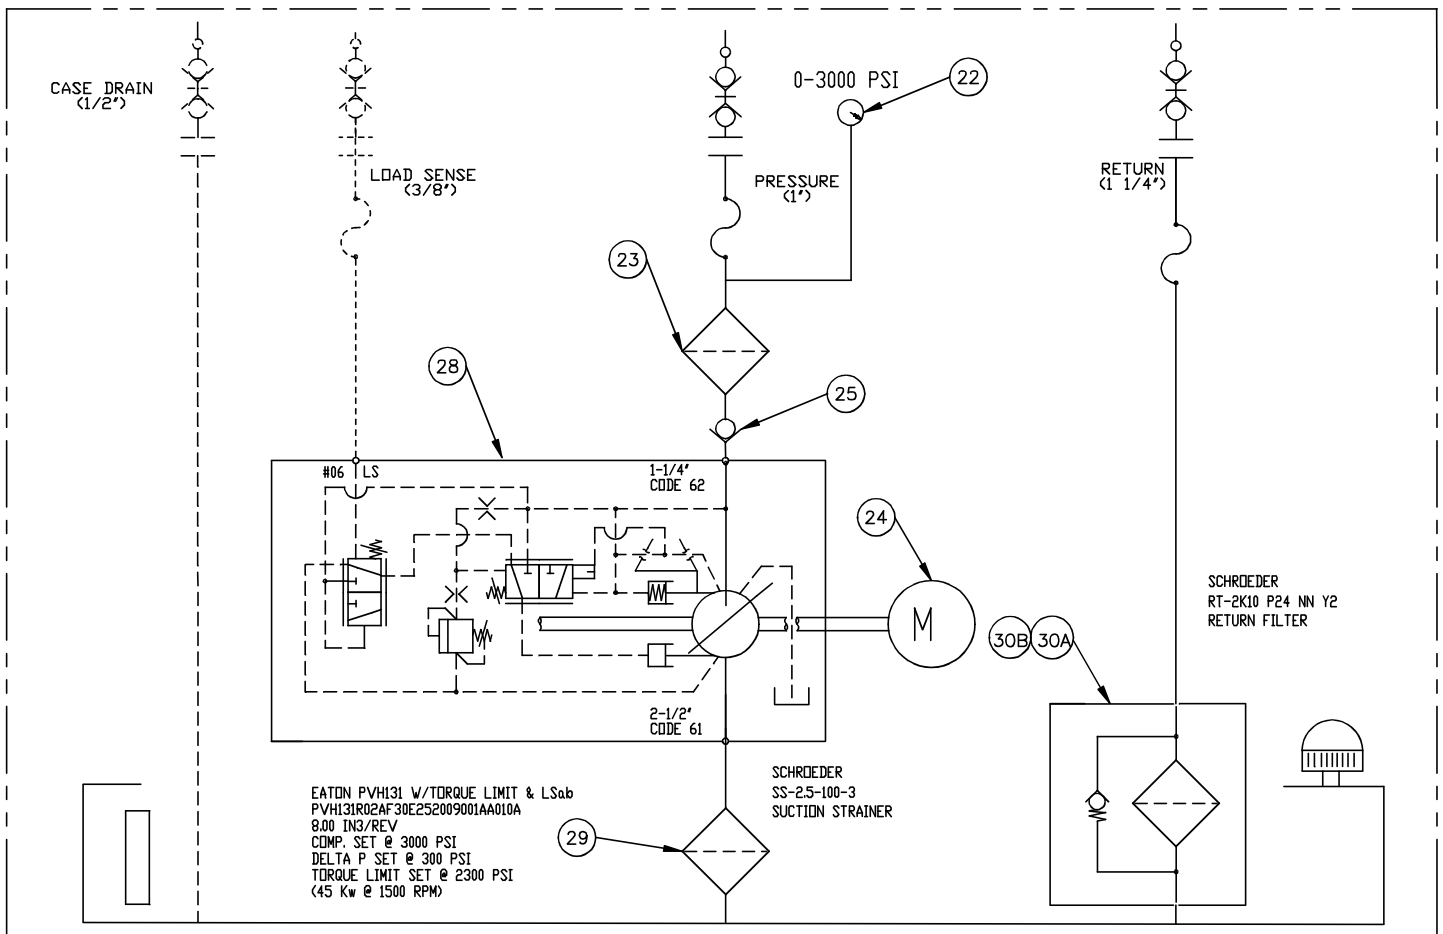 CASE DRAIN
(1/2")
LOAD SENSE
(3/8")
0-3000 PSI
22
PRESSURE
(1")
RETURN
(1 1/4")
23
28
25
#06 LS
1-1/4"
CODE 62
24
M
SCHROEDER
RT-2K10 P24 NN Y2
RETURN FILTER
30B
30A
2-1/2"
CODE 61
EATON PVH131 W/TORQUE LIMIT & LSab
PVH131R02AF30E252009001AA010A
8.00 IN3/REV
COMP. SET @ 3000 PSI
DELTA P SET @ 300 PSI
TORQUE LIMIT SET @ 2300 PSI
(45 Kw @ 1500 RPM)
SCHROEDER
SS-2.5-100-3
SUCTION STRAINER
29